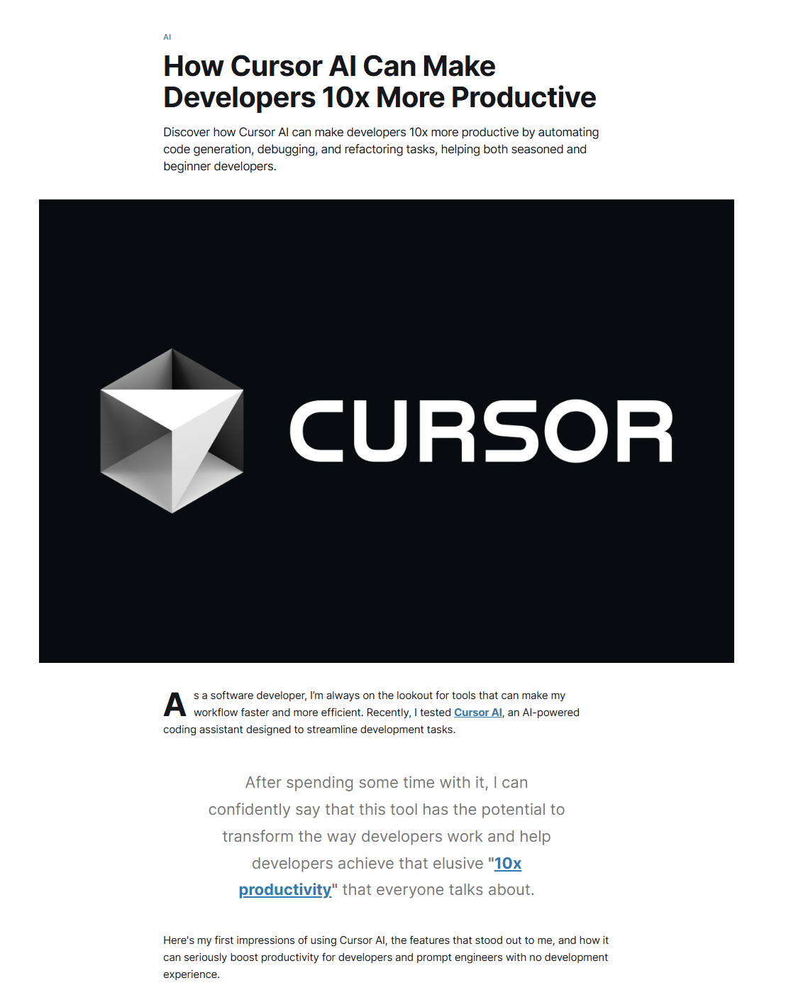 AI
How Cursor AI Can Make
Developers 10x More Productive
Discover how Cursor AI can make developers 10x more productive by automating
code generation, debugging, and refactoring tasks, helping both seasoned and
beginner developers.
CURSOR
As a software developer, I’m always on the lookout for tools that can make my
workflow faster and more efficient. Recently, I tested Cursor AI, an AI-powered
coding assistant designed to streamline development tasks.
After spending some time with it, I can
confidently say that this tool has the potential to
transform the way developers work and help
developers achieve that elusive "10x
productivity" that everyone talks about.
Here's my first impressions of using Cursor AI, the features that stood out to me, and how it
can seriously boost productivity for developers and prompt engineers with no development
experience.